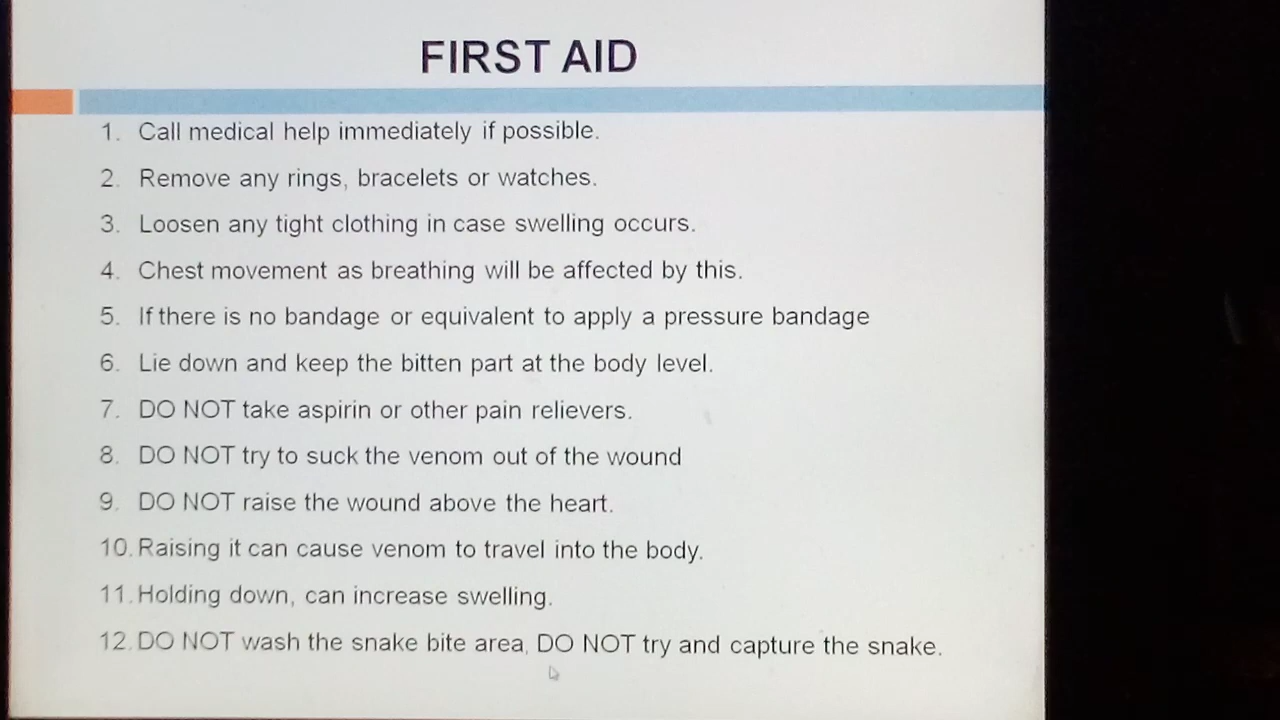 FIRST AID
1. Call medical help immediately if possible.
2. Remove any rings, bracelets or watches.
3. Loosen any tight clothing in case swelling occurs.
4. Chest movement as breathing will be affected by this.
5. If there is no bandage or equivalent to apply a pressure bandage
6. Lie down and keep the bitten part at the body level.
7. DO NOT take aspirin or other pain relievers.
8. DO NOT try to suck the venom out of the wound
9. DO NOT raise the wound above the heart.
10. Raising it can cause venom to travel into the body.
11. Holding down, can increase swelling.
12. DO NOT wash the snake bite area, DO NOT try and capture the snake.